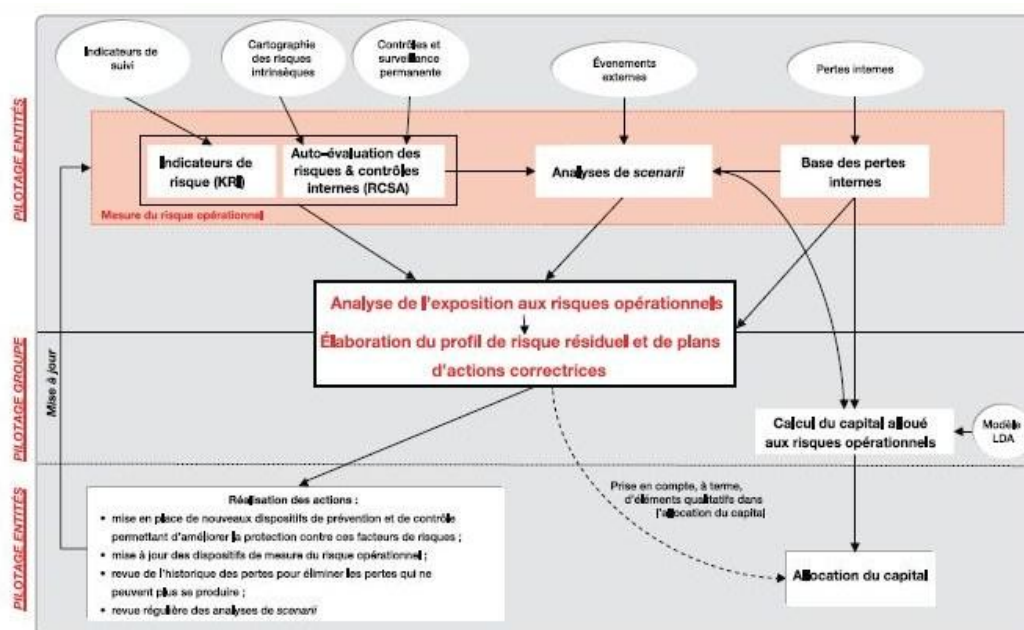 Indicateurs de
suivi
Cartographie
des risques
intrinsèques
Contrôles et
surveillance
permanente
Évenements
externes
Pertes internes
PILOTAGE ENTITÉS
Indicateurs de
risque (KRI)
Auto-évaluation des
risques & contrôles
internes (RCSA)
Analyses de scenarii
Base des pertes
internes
Mesure du risque opérationnel
Analyse de l'exposition aux risques opérationnels
Élaboration du profil de risque résiduel et de plans
d'actions correctrices
PILOTAGE GROUPE
Mise à jour
Calcul du capital alloué
aux risques opérationnels
Modèle
LDA
PILOTAGE ENTITÉS
Réalisation des actions :
• mise en place de nouveaux dispositifs de prévention et de contrôle
permettant d'améliorer la protection contre ces facteurs de risques ;
• mise à jour des dispositifs de mesure du risque opérationnel ;
• revue de l'historique des pertes pour éliminer les pertes qui ne
peuvent plus se produire ;
• revue régulière des analyses de scenarii
Prise en compte, à terme,
d'éléments qualitatifs dans
l'allocation du capital
Allocation du capital